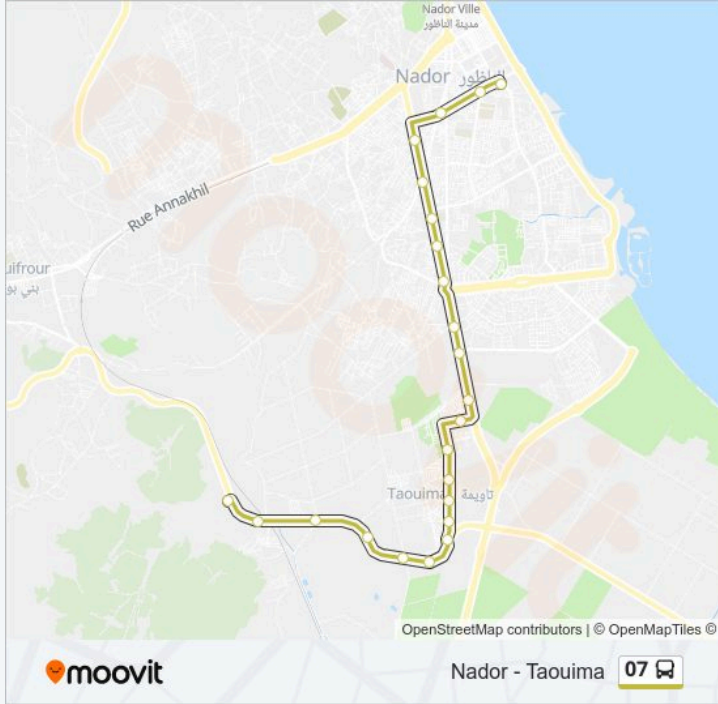 Nador Ville
مدينة الناظور
Nador الناظور
Rue Annakhil
uifrour
بني بو
Taouima تاويمة
OpenStreetMap contributors | © OpenMapTiles ©
moovit
Nador - Taouima 07